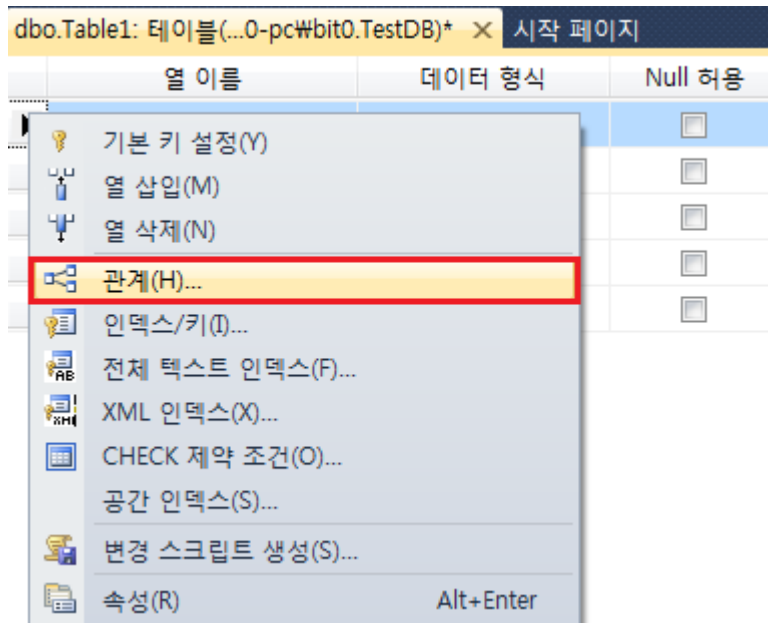 dbo.Table1: 테이블(...0-pc₩bit0.TestDB)* 시작 페이지
열 이름 데이터 형식 Null 허용
기본 키 설정(Y)
열 삽입(M)
열 삭제(N)
관계(H)...
인덱스/키(I)...
전체 텍스트 인덱스(F)...
XML 인덱스(X)...
CHECK 제약 조건(O)...
공간 인덱스(S)...
변경 스크립트 생성(S)...
속성(R) Alt+Enter